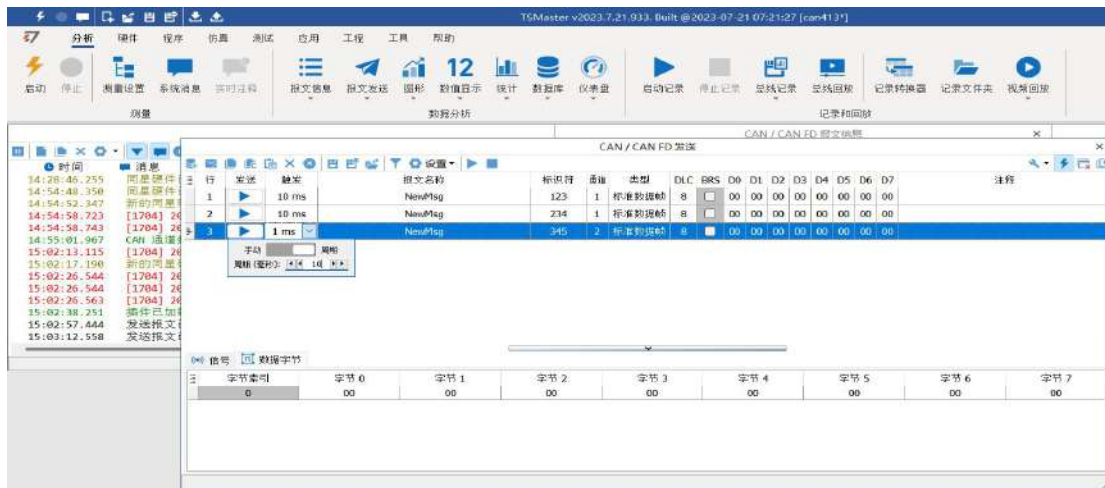 TSMaster v2023.7.21.933. Built @2023-07-21 07:21:27 [can413*]
分析 硬件 程序 仿真 测试 应用 工程 工具 帮助
启动 停止 测量设置 系统消息 实时注释 报文信息 报文发送 图形 数值显示 统计 数据库 仪表盘 启动记录 停止记录 总线记录 总线回放 记录转换器 记录文件夹 视频回放
12
测量 数据分析 记录和回放
CAN / CAN FD 报文信息
CAN / CAN FD 发送
设置
时间 消息
行 发送 触发 报文名称 标识符 通道 类型 DLC BRS D0 D1 D2 D3 D4 D5 D6 D7 注释
1 10 ms NewMsg 123 1 标准数据帧 8 00 00 00 00 00 00 00 00
2 10 ms NewMsg 234 1 标准数据帧 8 00 00 00 00 00 00 00 00
3 1 ms NewMsg 345 2 标准数据帧 8 00 00 00 00 00 00 00 00
手动 周期
周期 (毫秒): 10
14:28:46.255 同星硬件
14:54:48.350 同星硬件
14:54:52.347 新的同星
14:54:58.723 [1704] 20
14:54:58.743 [1704] 20
14:55:01.967 CAN 通道
15:02:13.115 [1704] 20
15:02:17.190 新的同星
15:02:26.544 [1704] 20
15:02:26.544 [1704] 20
15:02:26.563 [1704] 20
15:02:38.251 插件已加
15:02:57.444 发送报文
15:03:12.558 发送报文
信号 数据字节
字节索引 字节 0 字节 1 字节 2 字节 3 字节 4 字节 5 字节 6 字节 7
0 00 00 00 00 00 00 00 00